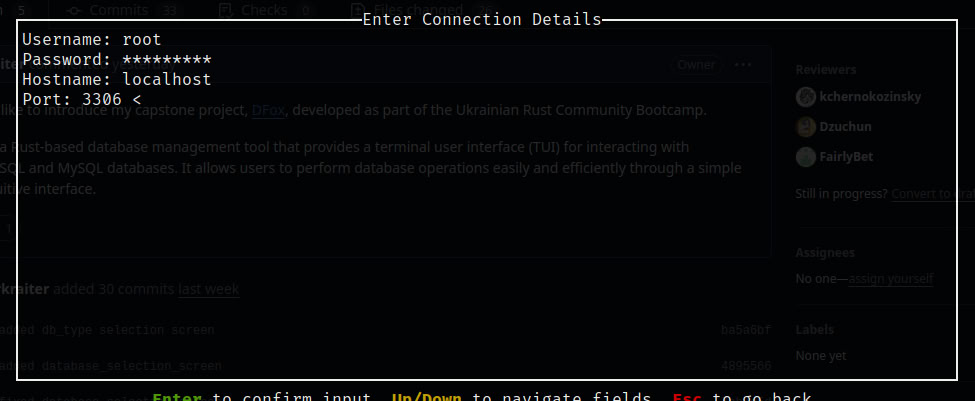 n 5 Commits 33 Checks 0 Files changed 26
Enter Connection Details
Username: root
Password: *********
Hostname: localhost
Port: 3306 <
yesterday
Owner
like to introduce my capstone project, DFox, developed as part of the Ukrainian Rust Community Bootcamp.
a Rust-based database management tool that provides a terminal user interface (TUI) for interacting with
SQL and MySQL databases. It allows users to perform database operations easily and efficiently through a simple
uitive interface.
1
kraiter added 30 commits last week
added db_type_selection_screen ba5a6bf
added database_selection_screen 4895566
Reviewers
kchernokozinsky
Dzuchun
FairlyBet
Still in progress? Convert to draft
Assignees
No one—assign yourself
Labels
None yet
Enter to confirm input, Up/Down to navigate fields, Esc to go back